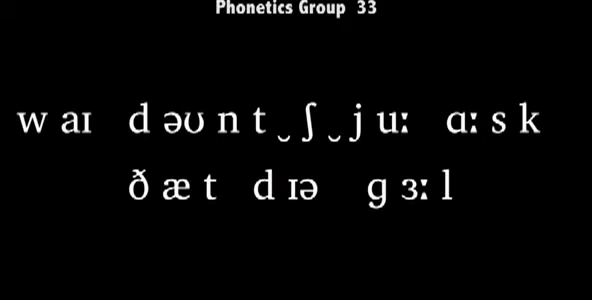 Phonetics Group 33
w aɪ d əʊ n t ‿ ʃ ‿ j uː ɑː s k
ð æ t d ɪə g ɜː l